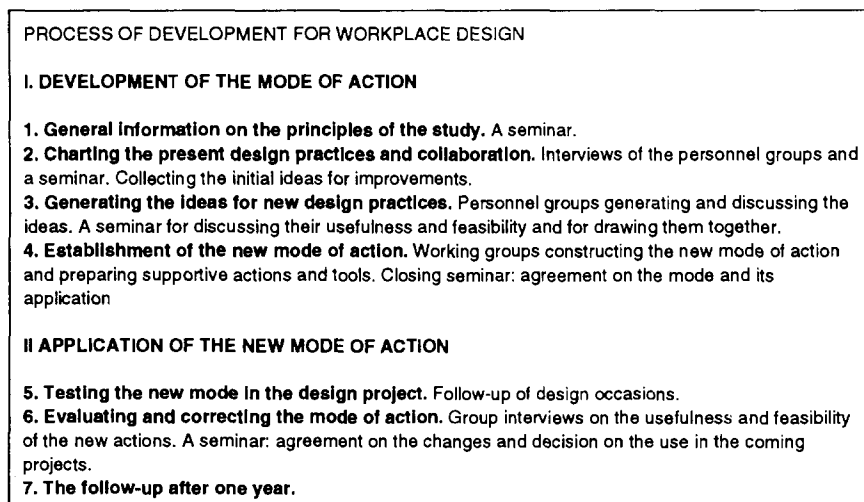 PROCESS OF DEVELOPMENT FOR WORKPLACE DESIGN
I. DEVELOPMENT OF THE MODE OF ACTION
1. General information on the principles of the study. A seminar.
2. Charting the present design practices and collaboration. Interviews of the personnel groups and
a seminar. Collecting the initial ideas for improvements.
3. Generating the ideas for new design practices. Personnel groups generating and discussing the
ideas. A seminar for discussing their usefulness and feasibility and for drawing them together.
4. Establishment of the new mode of action. Working groups constructing the new mode of action
and preparing supportive actions and tools. Closing seminar: agreement on the mode and its
application
II APPLICATION OF THE NEW MODE OF ACTION
5. Testing the new mode in the design project. Follow-up of design occasions.
6. Evaluating and correcting the mode of action. Group interviews on the usefulness and feasibility
of the new actions. A seminar: agreement on the changes and decision on the use in the coming
projects.
7. The follow-up after one year.